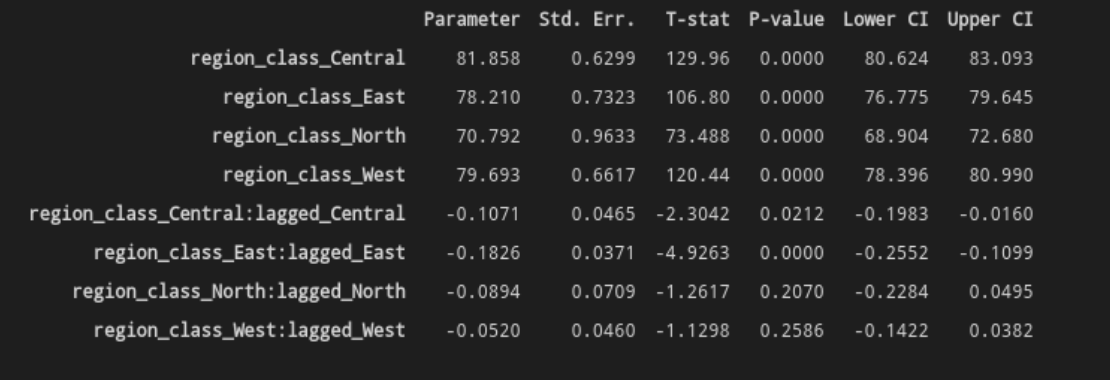 Parameter Std. Err. T-stat P-value Lower CI Upper CI
region_class_Central 81.858 0.6299 129.96 0.0000 80.624 83.093
region_class_East 78.210 0.7323 106.80 0.0000 76.775 79.645
region_class_North 70.792 0.9633 73.488 0.0000 68.904 72.680
region_class_West 79.693 0.6617 120.44 0.0000 78.396 80.990
region_class_Central:lagged_Central -0.1071 0.0465 -2.3042 0.0212 -0.1983 -0.0160
region_class_East:lagged_East -0.1826 0.0371 -4.9263 0.0000 -0.2552 -0.1099
region_class_North:lagged_North -0.0894 0.0709 -1.2617 0.2070 -0.2284 0.0495
region_class_West:lagged_West -0.0520 0.0460 -1.1298 0.2586 -0.1422 0.0382